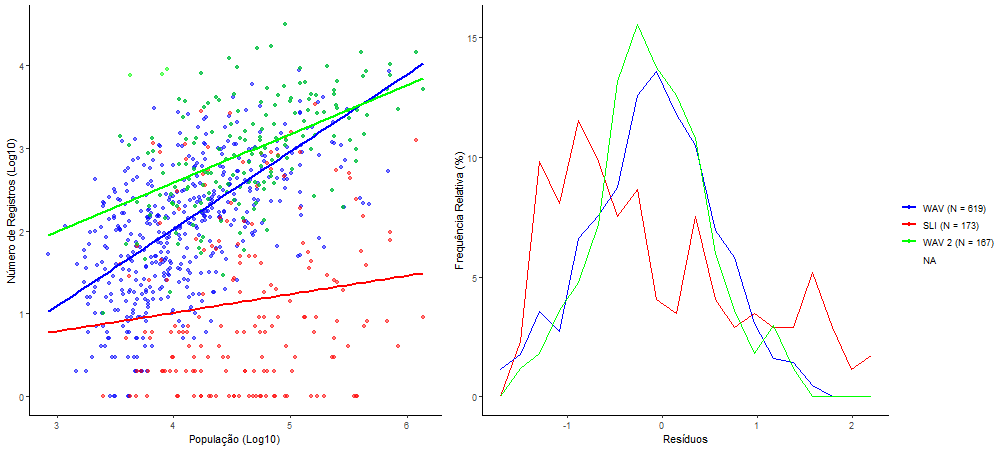 4
3
2
1
0
3
4
5
6
Número de Registros (Log10)
População (Log10)
15
10
5
0
-1
0
1
2
Frequência Relativa (%)
Resíduos
WAV (N = 619)
SLI (N = 173)
WAV 2 (N = 167)
NA